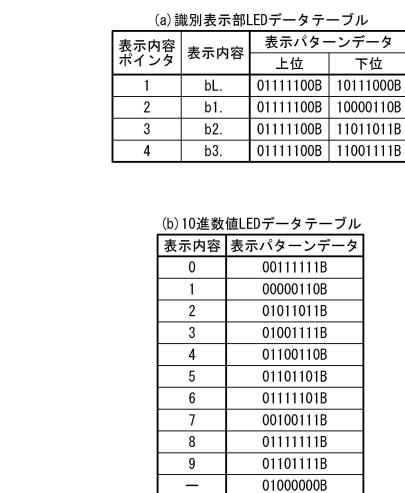 (a)識別表示部LEDデータテーブル
表示内容ポインタ 表示内容 表示パターンデータ
上位 下位
1 bL. 01111100B 10111000B
2 b1. 01111100B 10000110B
3 b2. 01111100B 11011011B
4 b3. 01111100B 11001111B
(b)10進数値LEDデータテーブル
表示内容 表示パターンデータ
0 00111111B
1 00000110B
2 01011011B
3 01001111B
4 01100110B
5 01101101B
6 01111101B
7 00100111B
8 01111111B
9 01101111B
— 01000000B